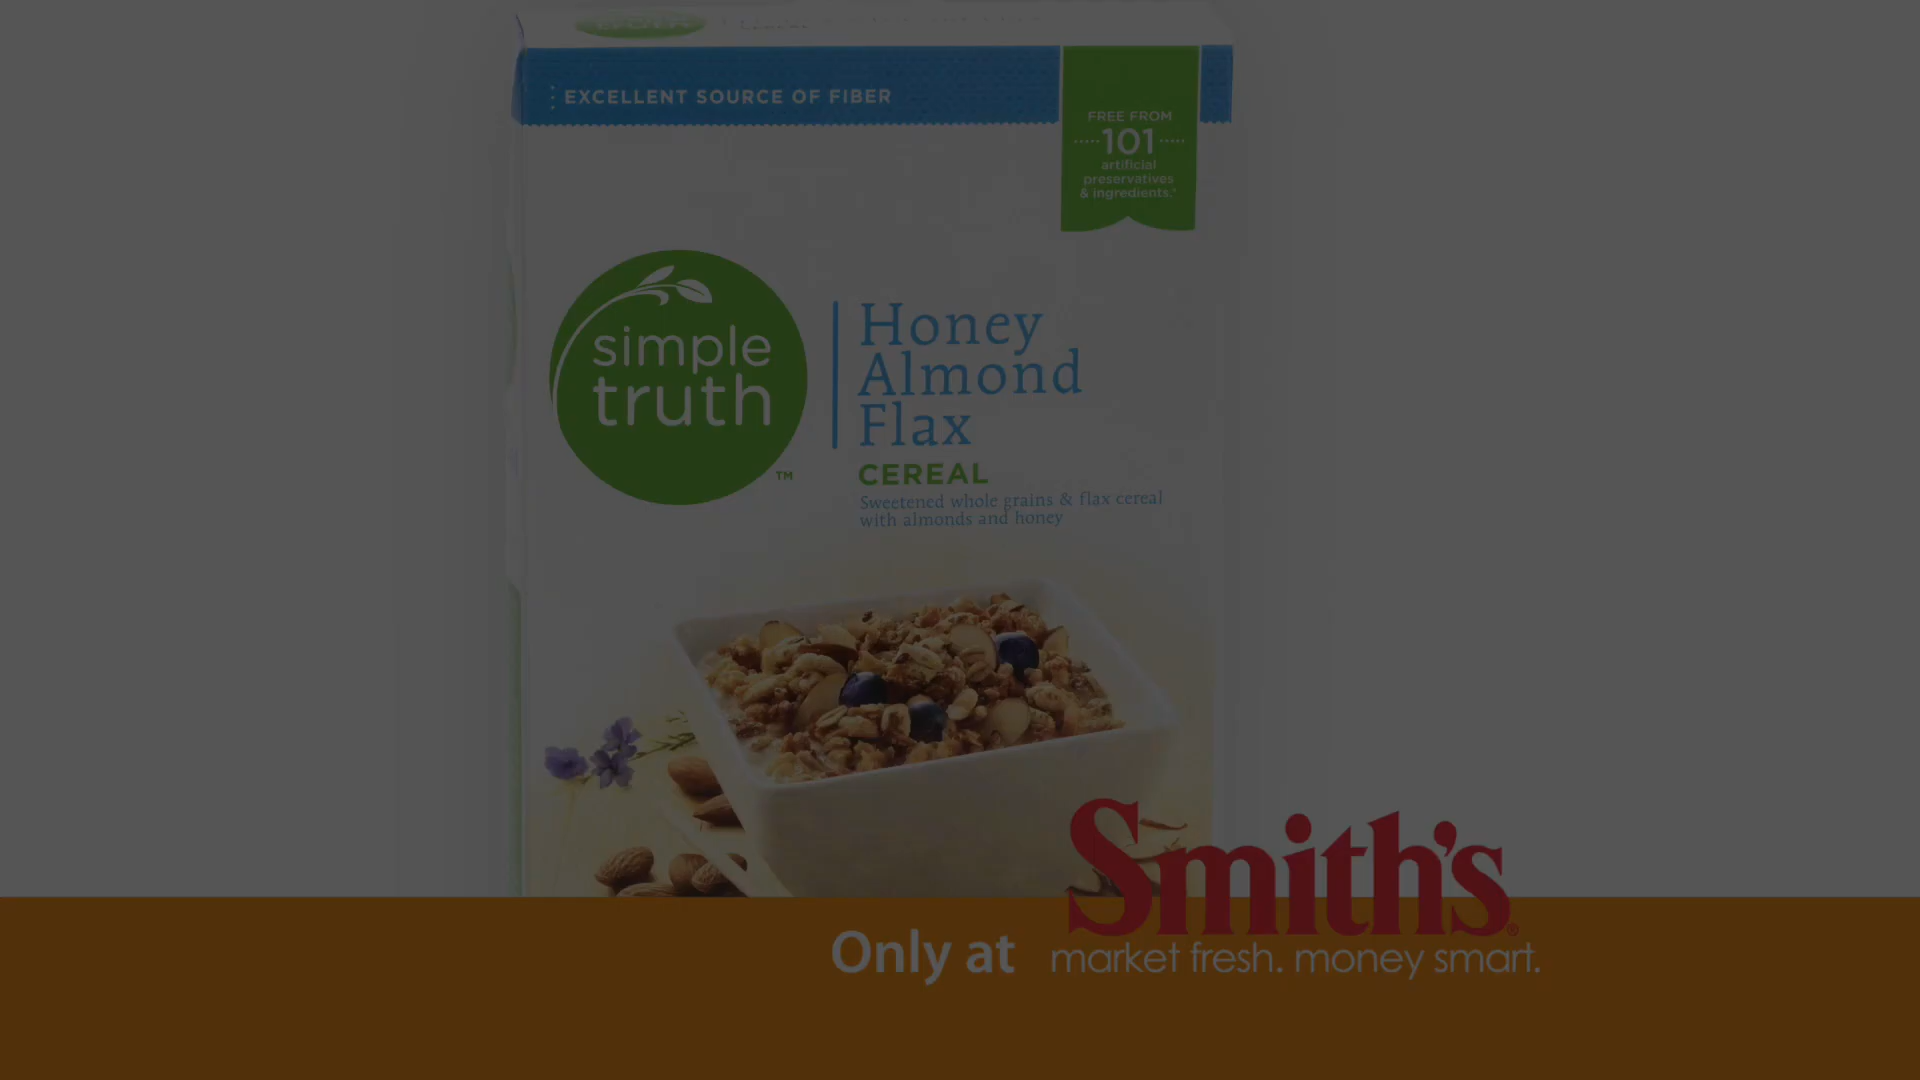 EXCELLENT SOURCE OF FIBER
FREE FROM
101
artificial
preservatives
& ingredients.*
simple
truth
TM
Honey
Almond
Flax
CEREAL
Sweetened whole grains & flax cereal
with almonds and honey
Only at
Smith's®
market fresh. money smart.